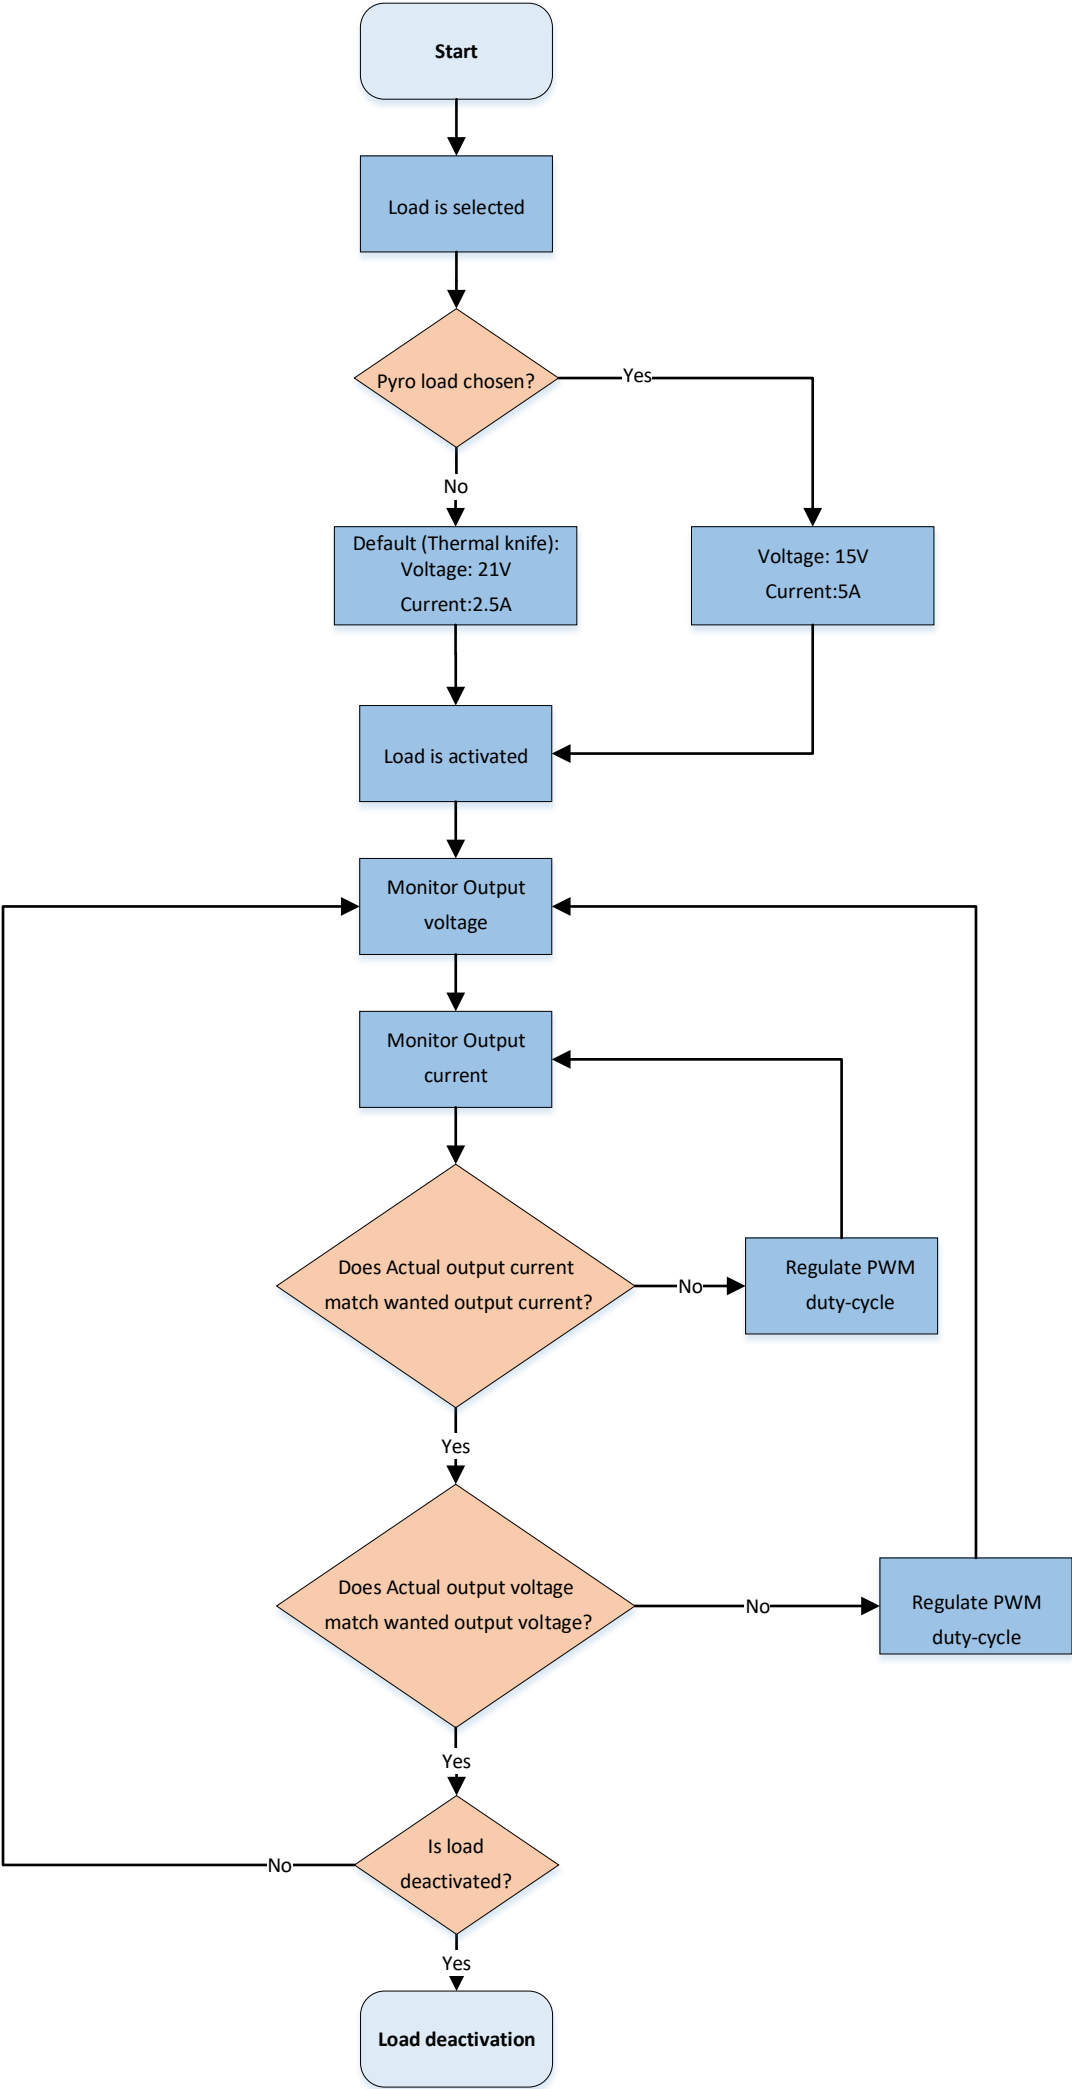 Start
Load is selected
Pyro load chosen?
Yes
No
Default (Thermal knife):
Voltage: 21V
Current:2.5A
Voltage: 15V
Current:5A
Load is activated
Monitor Output
voltage
Monitor Output
current
Does Actual output current
match wanted output current?
No
Regulate PWM
duty-cycle
Yes
Does Actual output voltage
match wanted output voltage?
No
Regulate PWM
duty-cycle
Yes
Is load
deactivated?
No
Yes
Load deactivation